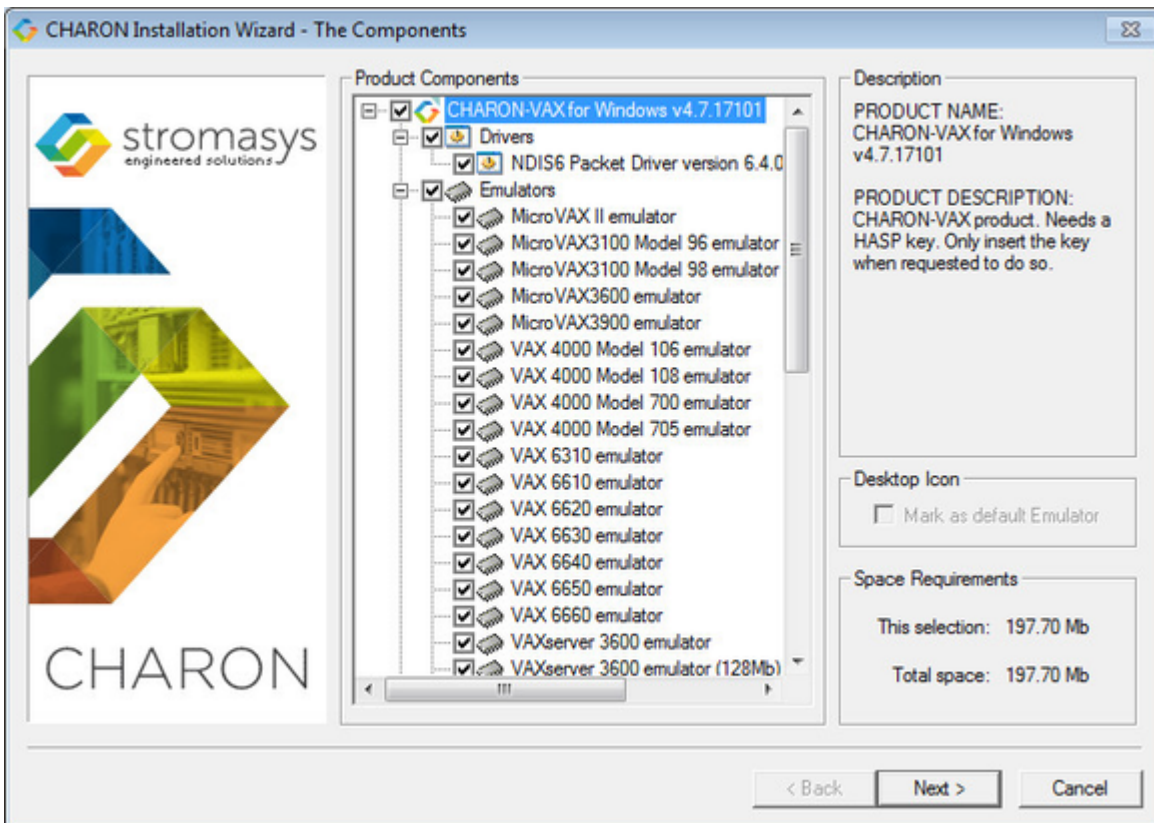 CHARON Installation Wizard - The Components
stromasys
engineered solutions
CHARON
Product Components
CHARON-VAX for Windows v4.7.17101
Drivers
NDIS6 Packet Driver version 6.4.0
Emulators
MicroVAX II emulator
MicroVAX3100 Model 96 emulator
MicroVAX3100 Model 98 emulator
MicroVAX3600 emulator
MicroVAX3900 emulator
VAX 4000 Model 106 emulator
VAX 4000 Model 108 emulator
VAX 4000 Model 700 emulator
VAX 4000 Model 705 emulator
VAX 6310 emulator
VAX 6610 emulator
VAX 6620 emulator
VAX 6630 emulator
VAX 6640 emulator
VAX 6650 emulator
VAX 6660 emulator
VAXserver 3600 emulator
VAXserver 3600 emulator (128Mb)
Description
PRODUCT NAME:
CHARON-VAX for Windows
v4.7.17101
PRODUCT DESCRIPTION:
CHARON-VAX product. Needs a
HASP key. Only insert the key
when requested to do so.
Desktop Icon
Mark as default Emulator
Space Requirements
This selection: 197.70 Mb
Total space: 197.70 Mb
< Back
Next >
Cancel